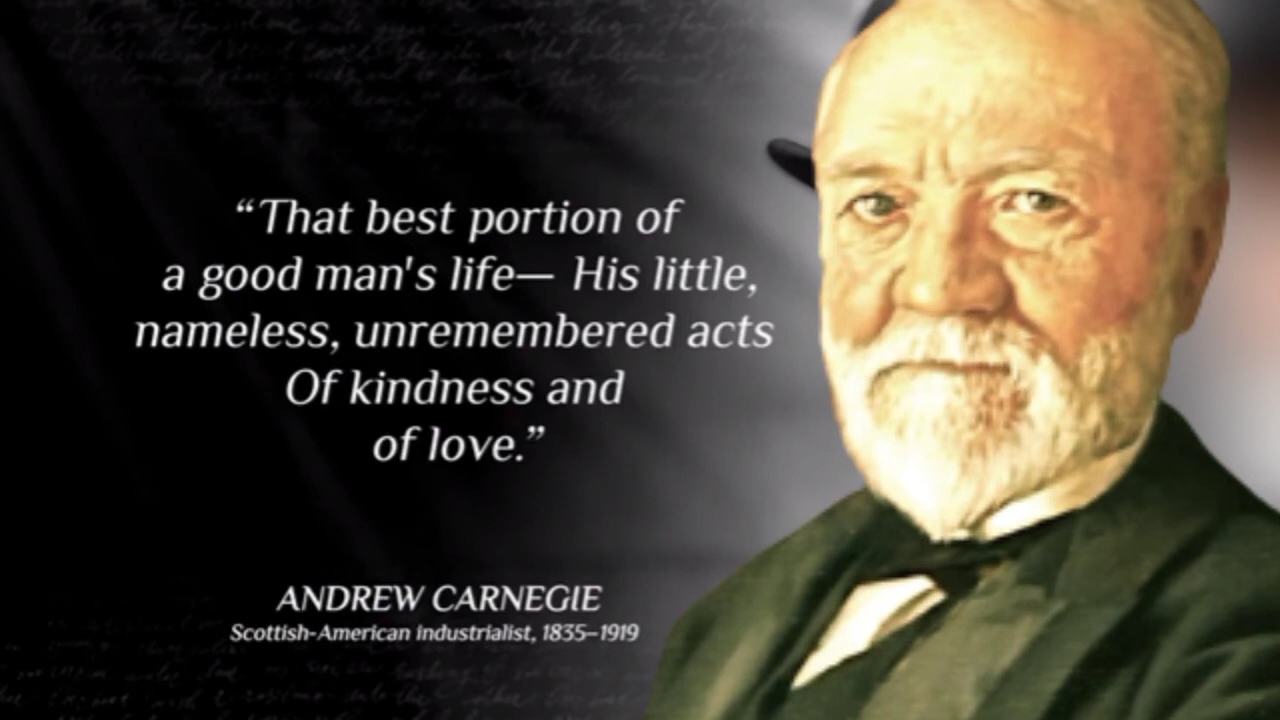 “That best portion of
a good man's life— His little,
nameless, unremembered acts
Of kindness and
of love.”
ANDREW CARNEGIE
Scottish-American industrialist, 1835–1919